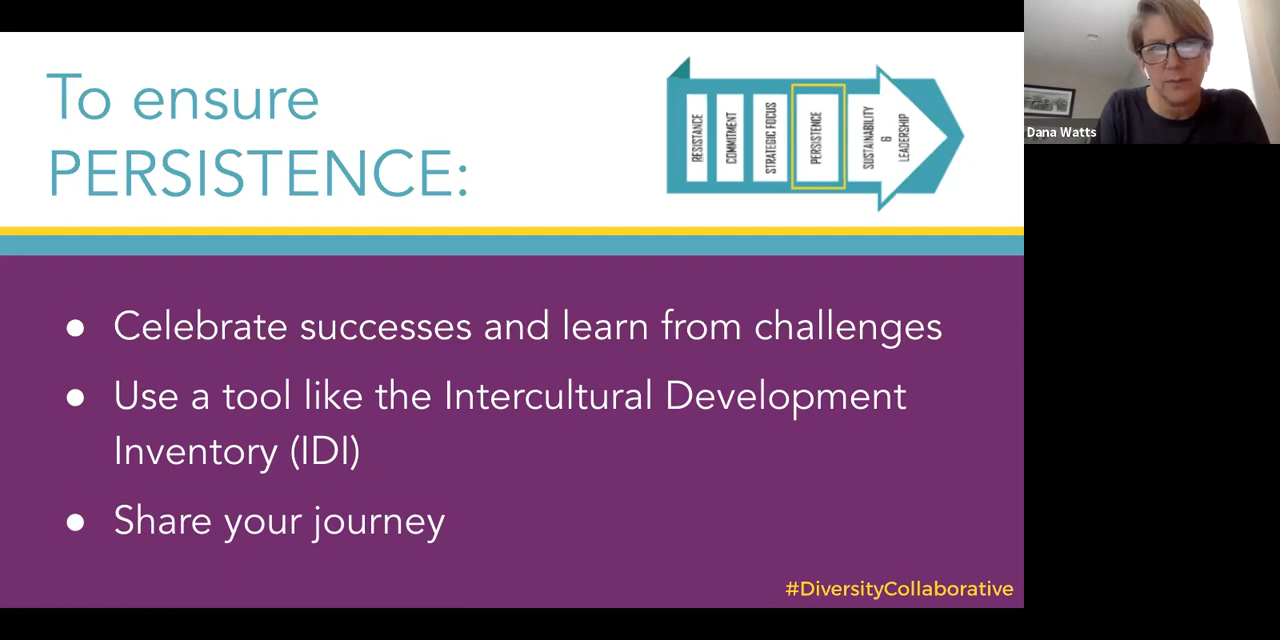 To ensure
PERSISTENCE:
RESISTANCE
COMMITMENT
STRATEGIC FOCUS
PERSISTENCE
SUSTAINABILITY
&
LEADERSHIP
Dana Watts
● Celebrate successes and learn from challenges
● Use a tool like the Intercultural Development
Inventory (IDI)
● Share your journey
#DiversityCollaborative